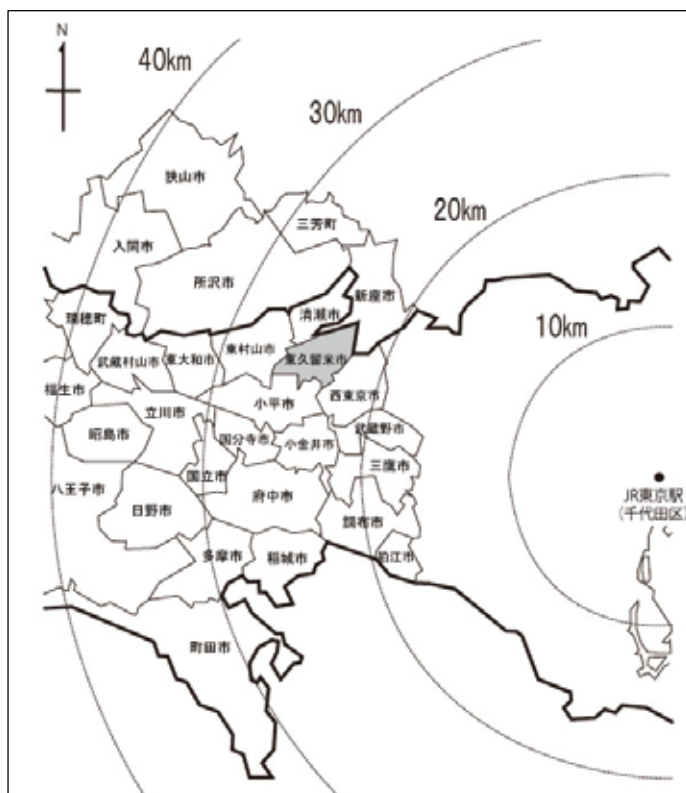 N
40km
30km
20km
10km
狭山市
三芳町
入間市
所沢市
新座市
清瀬市
瑞穂町
東村山市
武蔵村山市
東大和市
東久留米市
福生市
小平市
西東京市
立川市
昭島市
国分寺市
小金井市
武蔵野市
三鷹市
国立市
八王子市
日野市
府中市
調布市
JR東京駅
(千代田区)
多摩市
稲城市
狛江市
町田市